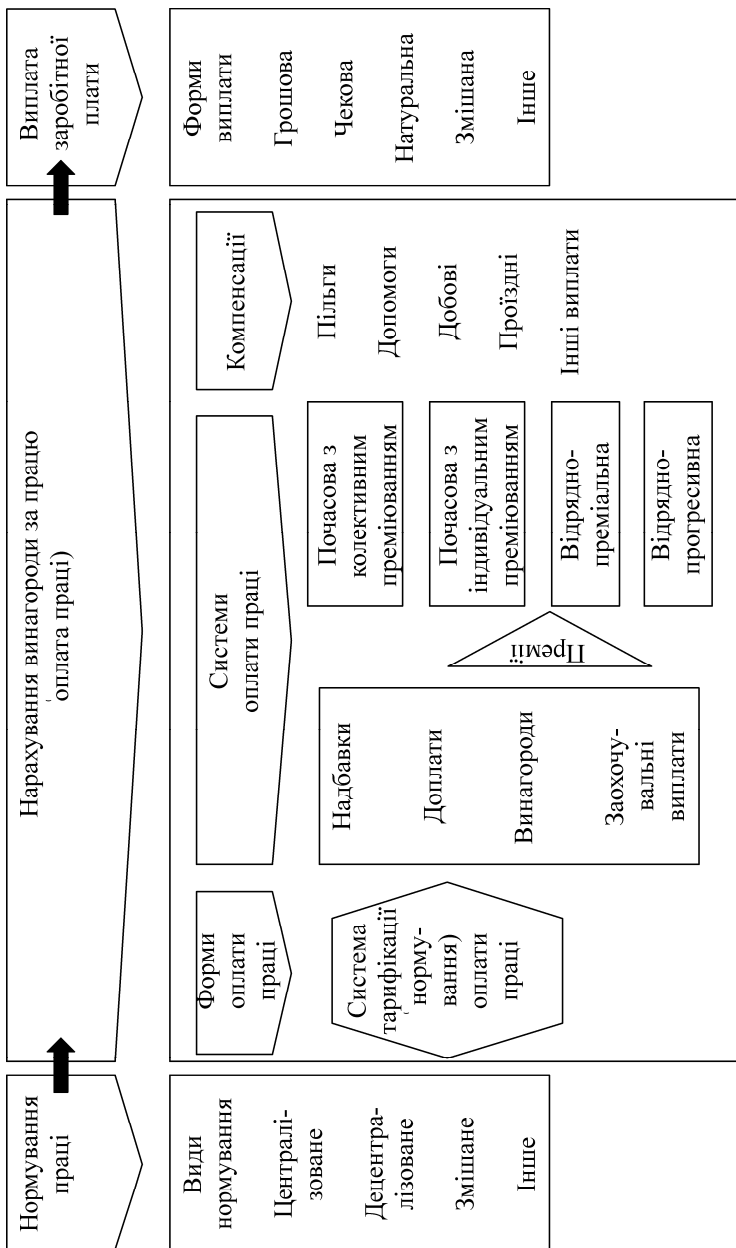 Нормування
праці
Нарахування винагороди за працю
(оплата праці)
Виплата
заробітної
плати
Види
нормування
Централі-
зоване
Децентра-
лізоване
Змішане
Інше
Форми
оплати
праці
Система
тарифікації
(норму-
вання)
оплати
праці
Системи
оплати праці
Надбавки
Доплати
Винагороди
Заохочу-
вальні
виплати
Премії
Почасова з
колективним
преміюванням
Почасова з
індивідуальним
преміюванням
Відрядно-
преміальна
Відрядно-
прогресивна
Компенсації
Пільги
Допомоги
Добові
Проїздні
Інші виплати
Форми
виплати
Грошова
Чекова
Натуральна
Змішана
Інше